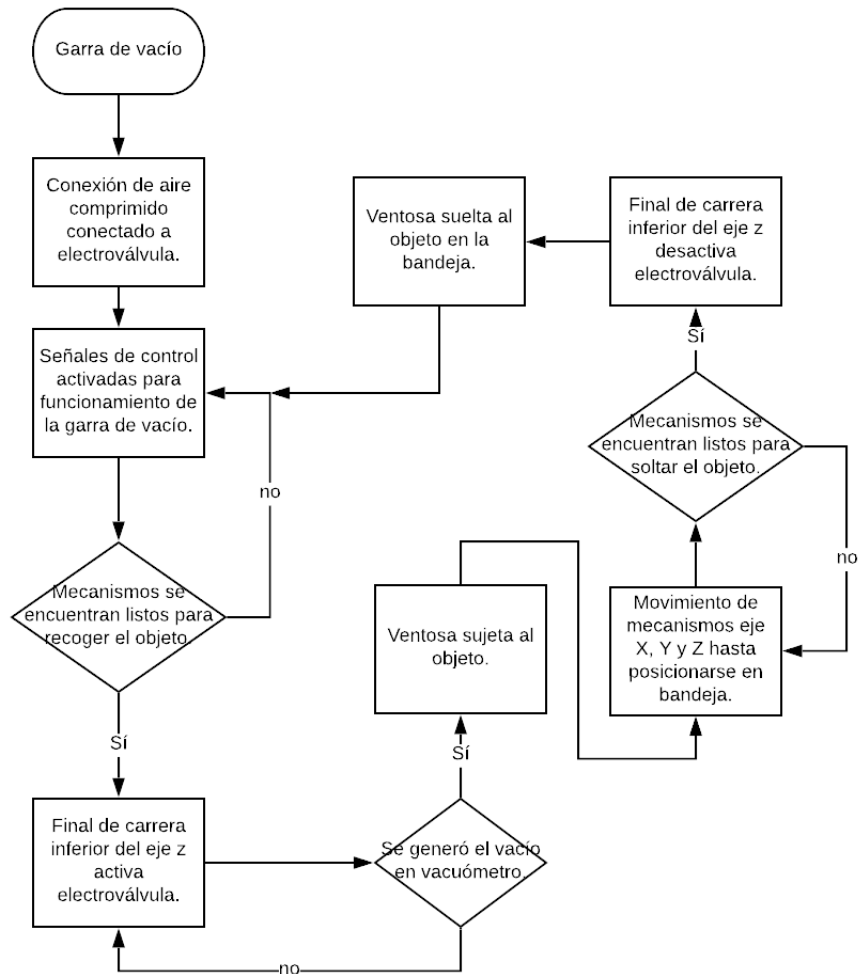 Garra de vacío
Conexión de aire
comprimido
conectado a
electroválvula.
Señales de control
activadas para
funcionamiento de
la garra de vacío.
Mecanismos se
encuentran listos para
recoger el objeto.
no
Sí
Final de carrera
inferior del eje z
activa
electroválvula.
Se generó el vacío
en vacuómetro.
no
Sí
Ventosa sujeta al
objeto.
Movimiento de
mecanismos eje
X, Y y Z hasta
posicionarse en
bandeja.
Mecanismos se
encuentran listos para
soltar el objeto.
no
Sí
Final de carrera
inferior del eje z
desactiva
electroválvula.
Ventosa suelta al
objeto en la
bandeja.